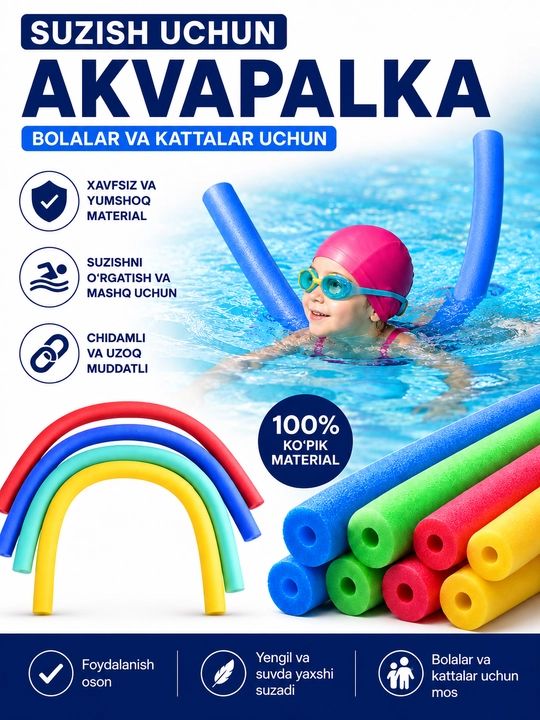 SUZISH UCHUN
AKVAPALKA
BOLALAR VA KATTALAR UCHUN
XAVFSIZ VA
YUMSHOQ
MATERIAL
SUZISHNI
O‘RGATISH VA
MASHQ UCHUN
CHIDAMLI
VA UZOQ
MUDDATLI
100%
KO‘PIK
MATERIAL
Foydalanish
oson
Yengil va
suvda yaxshi
suzadi
Bolalar va
kattalar uchun
mos